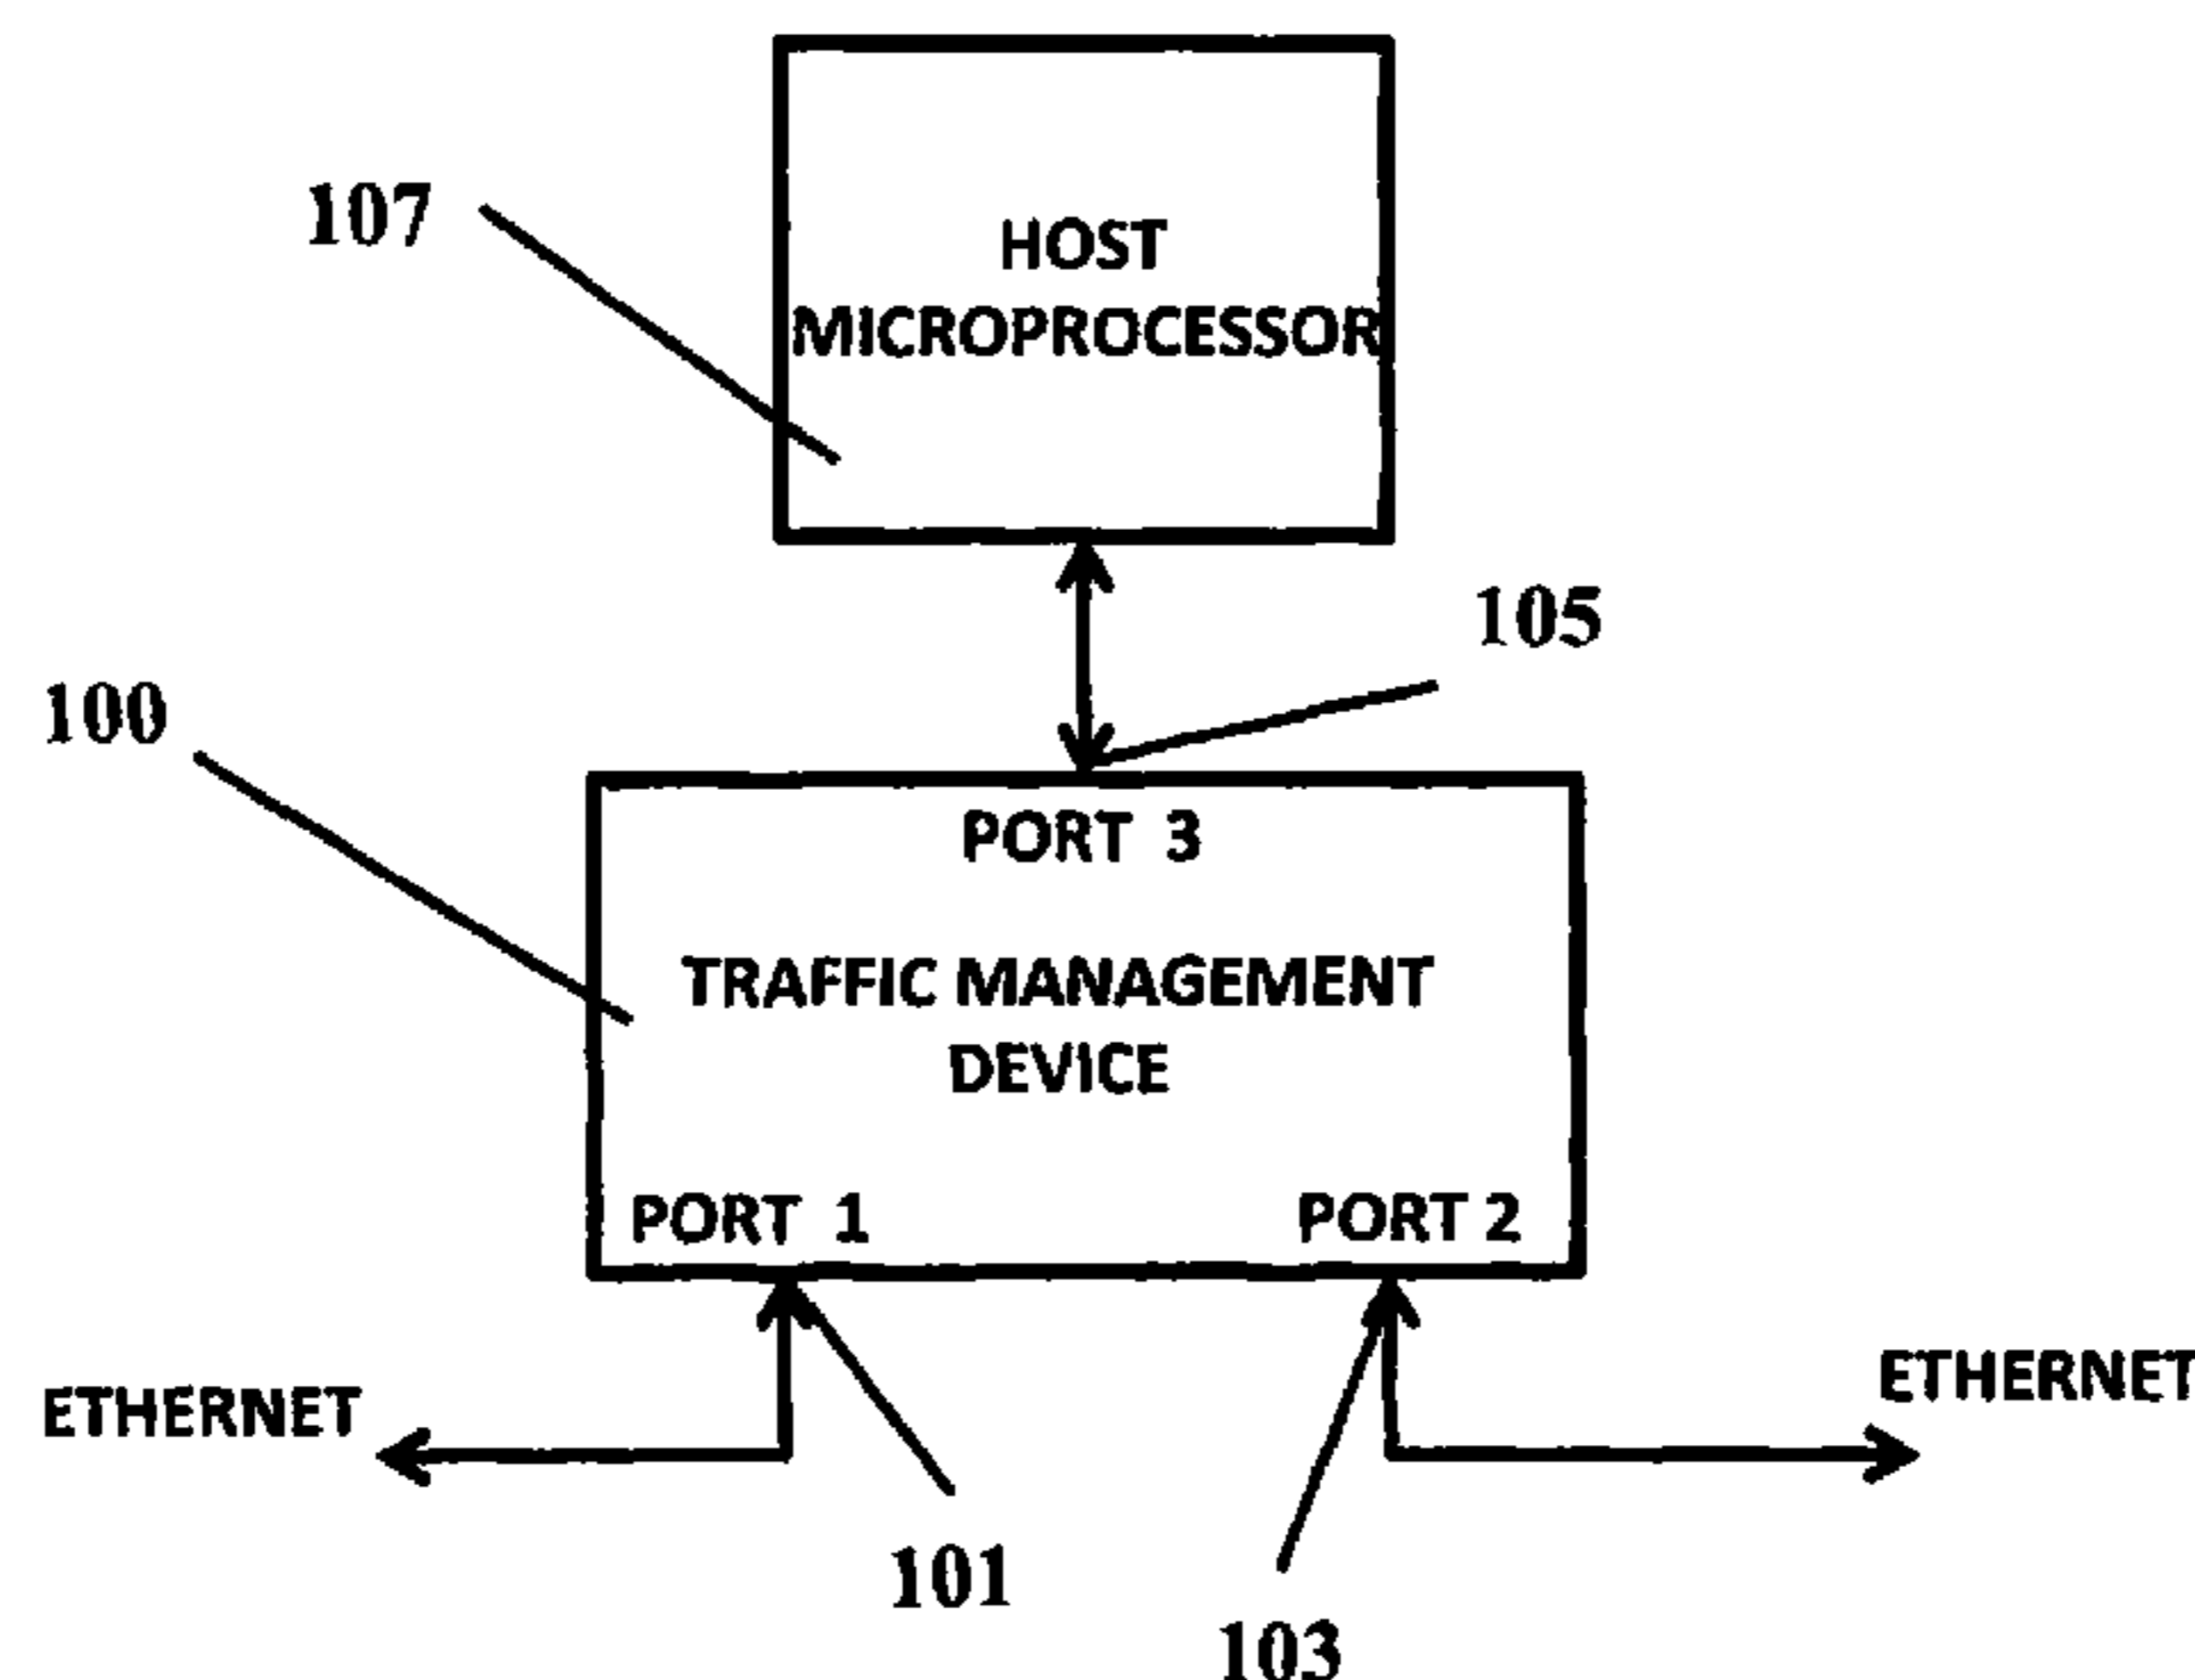 107
HOST
MICROPROCESSOR
105
100
PORT 3
TRAFFIC MANAGEMENT
DEVICE
PORT 1
PORT 2
ETHERNET
ETHERNET
101
103